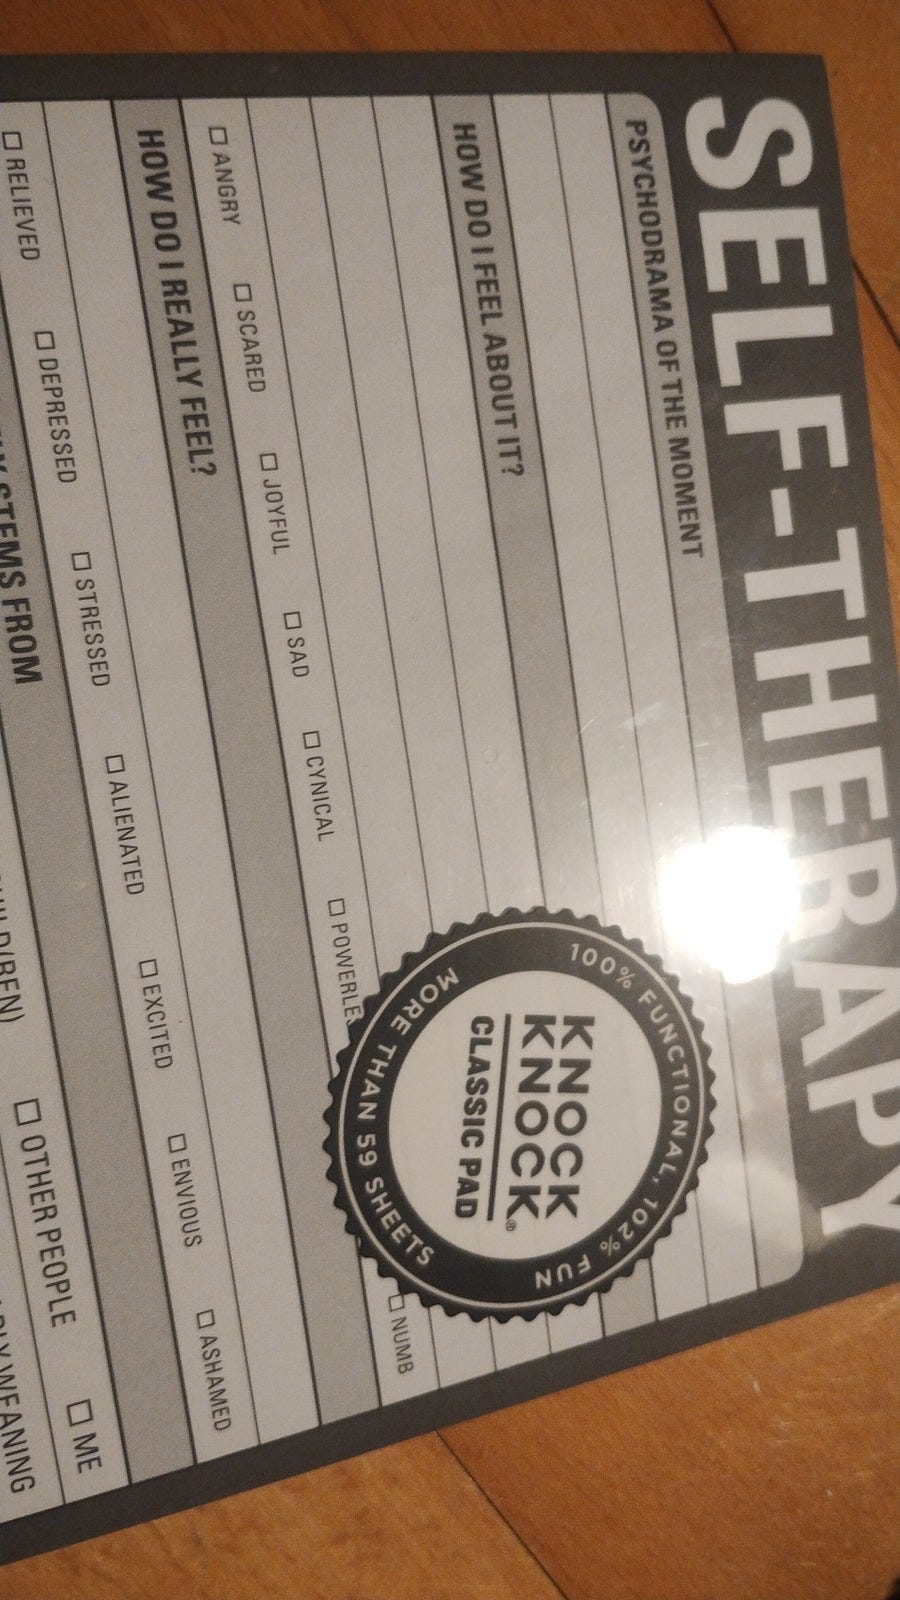 SELF-THERAPY
PSYCHODRAMA OF THE MOMENT
HOW DO I FEEL ABOUT IT?
ANGRY SCARED JOYFUL SAD CYNICAL NUMB
HOW DO I REALLY FEEL?
RELIEVED DEPRESSED STRESSED ALIENATED EXCITED ENVIOUS ASHAMED
STEMS FROM
OTHER PEOPLE ME
100% FUNCTIONAL, 102% FUN
KNOCK
KNOCK®
CLASSIC PAD
MORE THAN 59 SHEETS